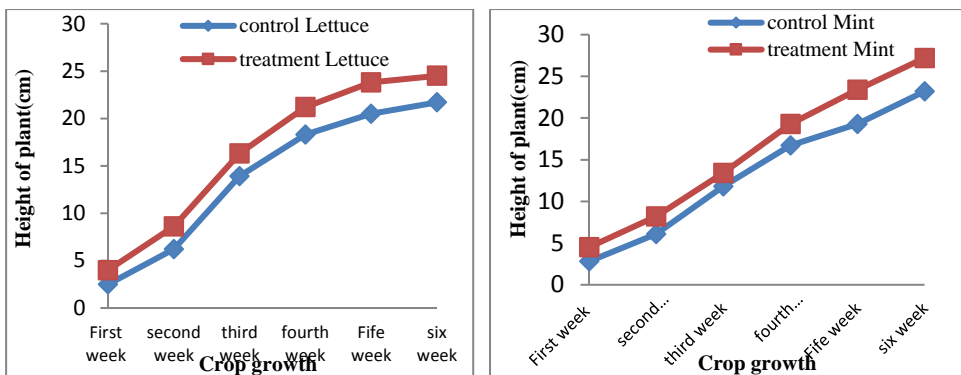 control Lettuce
treatment Lettuce
Height of plant(cm)
30
25
20
15
10
5
0
First week
second week
third week
fourth week
Fife week
six week
Crop growth
control Mint
treatment Mint
Height of plant(cm)
30
25
20
15
10
5
0
First week
second...
third week
fourth...
Fife week
six week
Crop growth